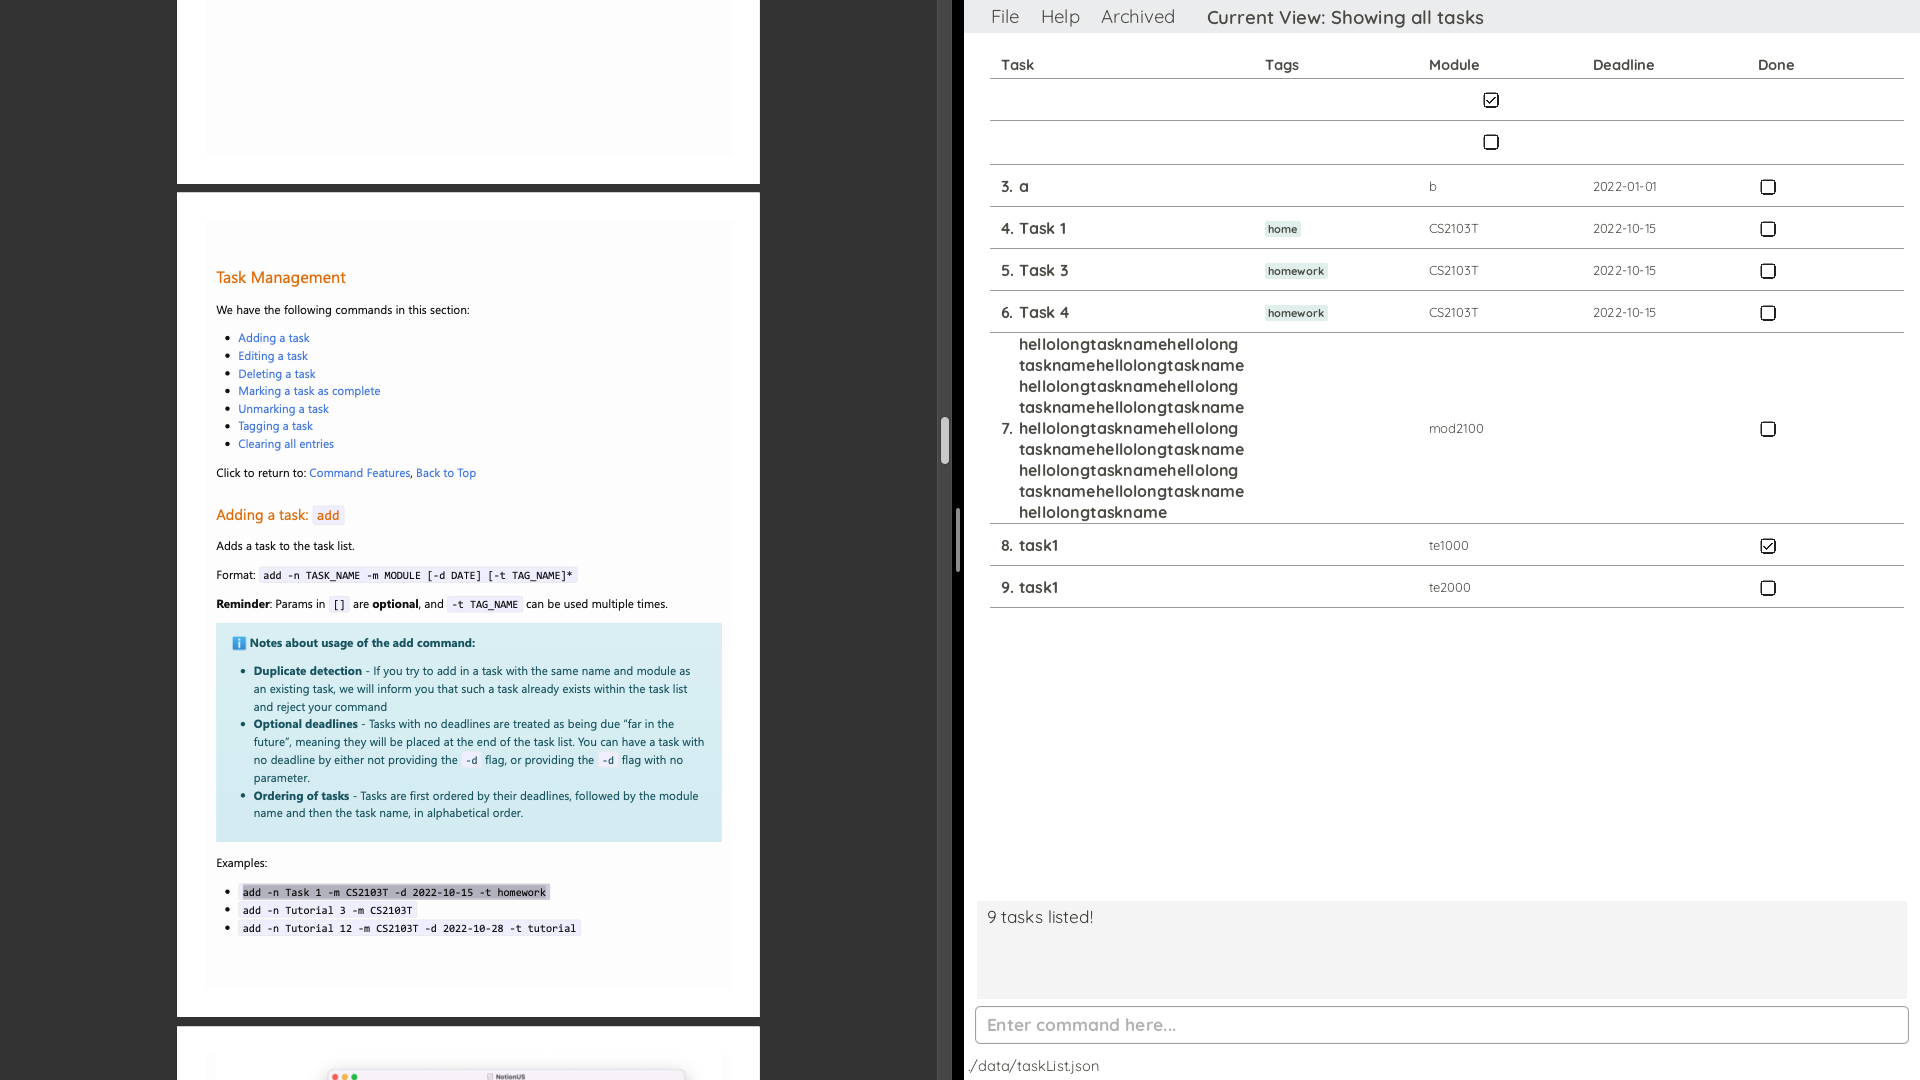 Task Management
We have the following commands in this section:
Adding a task
Editing a task
Deleting a task
Marking a task as complete
Unmarking a task
Tagging a task
Clearing all entries
Click to return to: Command Features, Back to Top
Adding a task: add
Adds a task to the task list.
Format: add -n TASK_NAME -m MODULE [-d DATE] [-t TAG_NAME]*
Reminder: Params in [] are optional, and -t TAG_NAME can be used multiple times.
Notes about usage of the add command:
Duplicate detection - If you try to add in a task with the same name and module as
an existing task, we will inform you that such a task already exists within the task list
and reject your command
Optional deadlines - Tasks with no deadlines are treated as being due “far in the
future”, meaning they will be placed at the end of the task list. You can have a task with
no deadline by either not providing the -d flag, or providing the -d flag with no
parameter.
Ordering of tasks - Tasks are first ordered by their deadlines, followed by the module
name and then the task name, in alphabetical order.
Examples:
add -n Task 1 -m CS2103T -d 2022-10-15 -t homework
add -n Tutorial 3 -m CS2103T
add -n Tutorial 12 -m CS2103T -d 2022-10-28 -t tutorial
NotionUS
File Help Archived Current View: Showing all tasks
Task Tags Module Deadline Done
3. a b 2022-01-01
4. Task 1 home CS2103T 2022-10-15
5. Task 3 homework CS2103T 2022-10-15
6. Task 4 homework CS2103T 2022-10-15
hellolongtasknamehellolong
tasknamehellolongtaskname
hellolongtasknamehellolong
tasknamehellolongtaskname
7. hellolongtasknamehellolong mod2100
tasknamehellolongtaskname
hellolongtasknamehellolong
tasknamehellolongtaskname
hellolongtaskname
8. task1 te1000
9. task1 te2000
9 tasks listed!
Enter command here...
./data/taskList.json